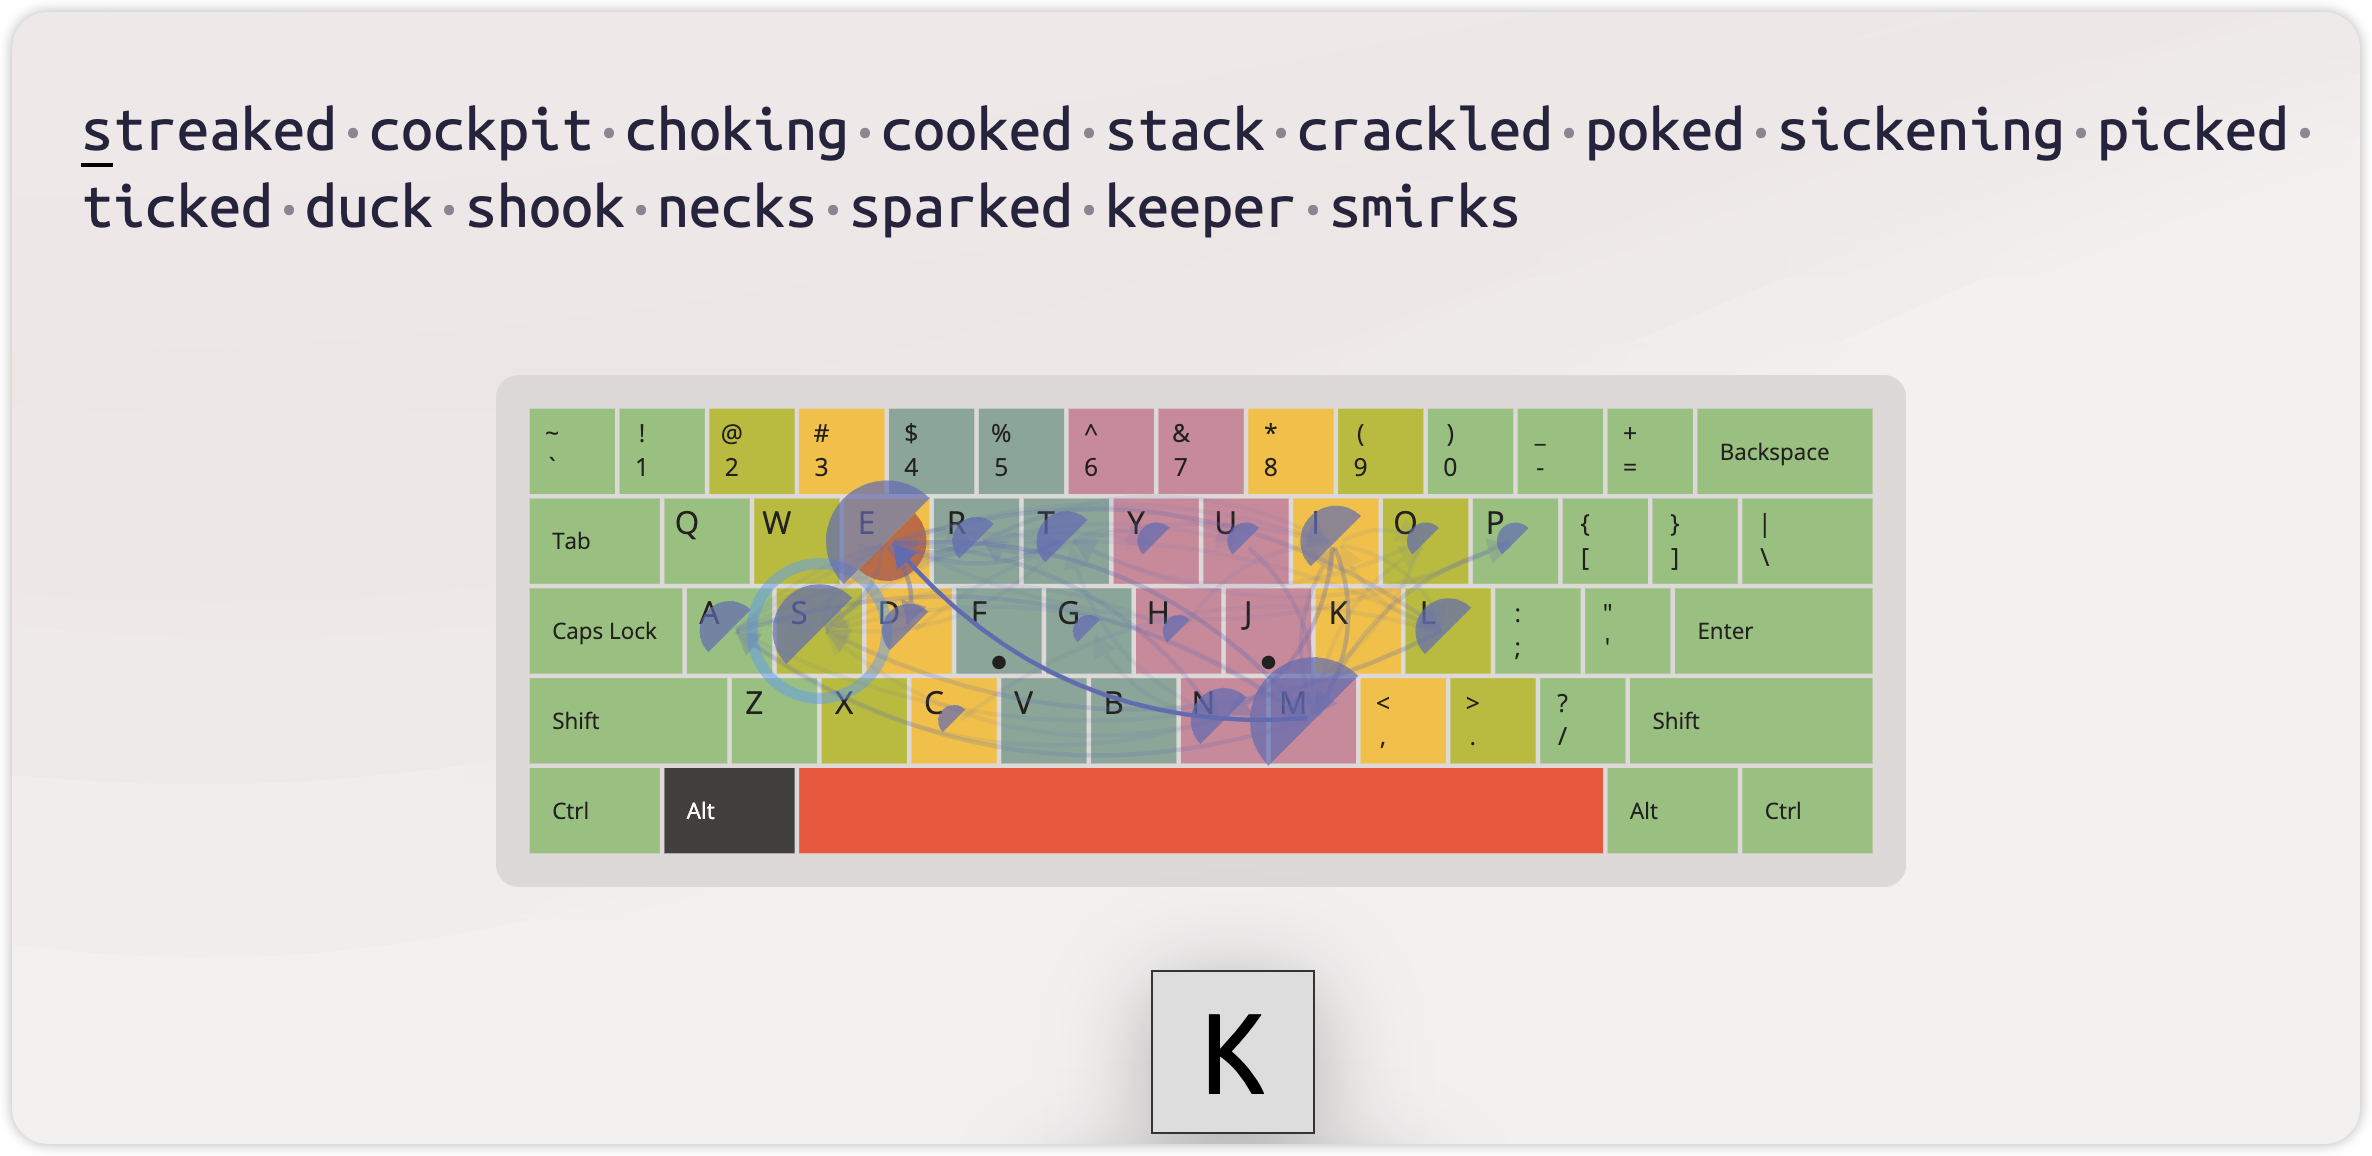 streaked·cockpit·choking·cooked·stack·crackled·poked·sickening·picked·
ticked·duck·shook·necks·sparked·keeper·smirks
~ ! @ # $ % ^ & * ( ) _ + Backspace
` 1 2 3 4 5 6 7 8 9 0 - =
Tab Q W E R T Y U I O P { } |
[ ] \
Caps Lock A S D F G H J K L : " Enter
; '
Shift Z X C V B N M < > ? Shift
, . /
Ctrl Alt Alt Ctrl
K